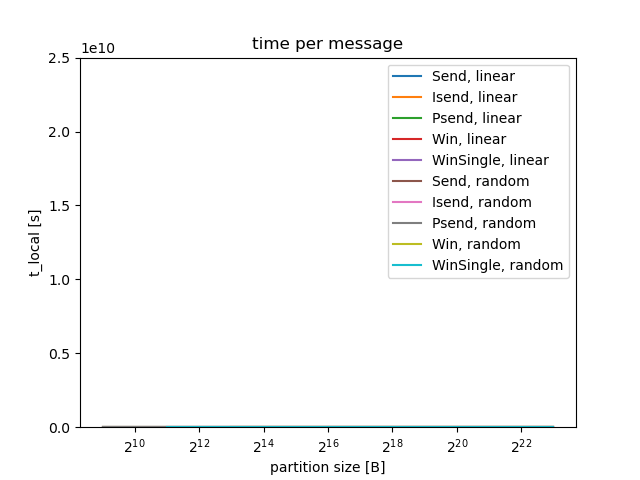 time per message
1e10
2.5
2.0
1.5
1.0
0.5
0.0
t_local [s]
Send, linear
Isend, linear
Psend, linear
Win, linear
WinSingle, linear
Send, random
Isend, random
Psend, random
Win, random
WinSingle, random
2^10 2^12 2^14 2^16 2^18 2^20 2^22
partition size [B]